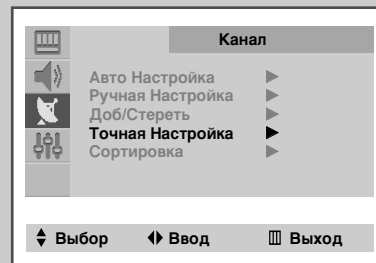 Канал
Авто Настройка
Ручная Настройка
Доб/Стереть
Точная Настройка
Сортировка
Выбор Ввод Выход